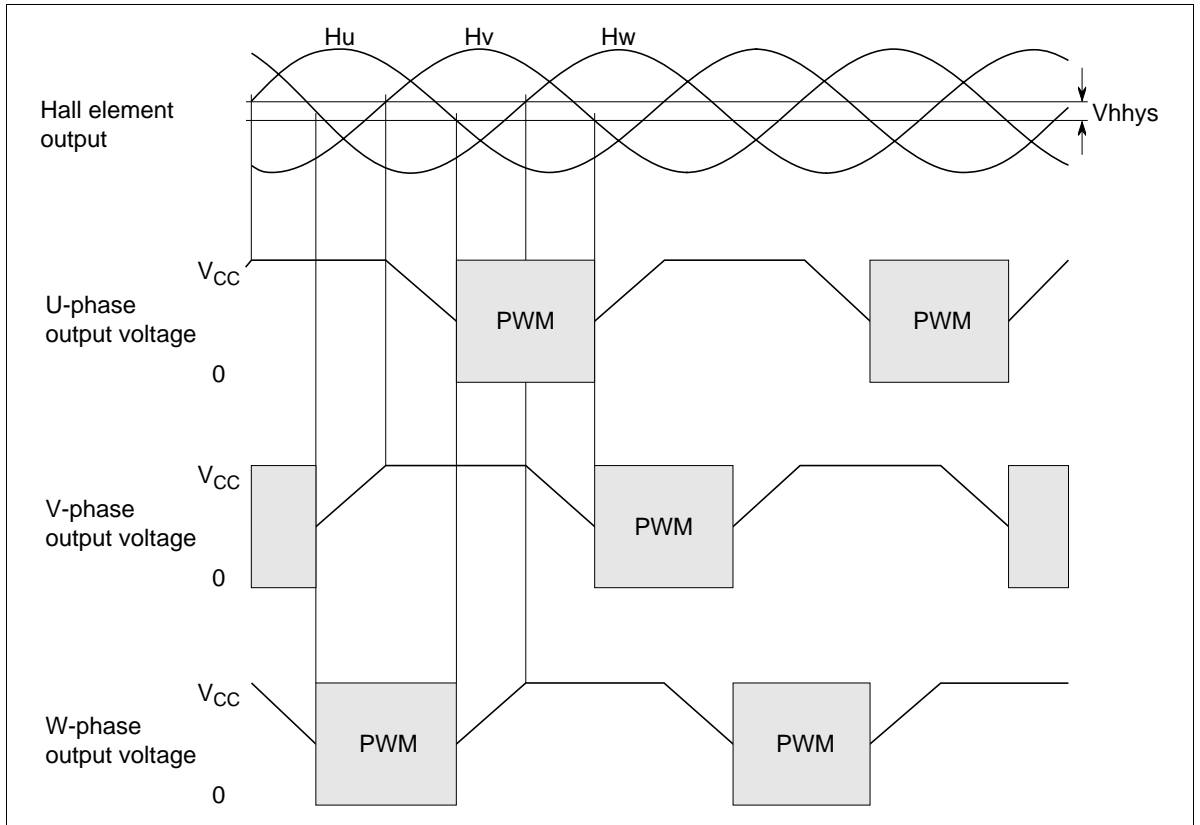 Hu Hv Hw
Hall element
output
Vhhys
VCC
U-phase
output voltage
PWM
PWM
0
VCC
V-phase
output voltage
PWM
0
VCC
W-phase
output voltage
PWM
PWM
0